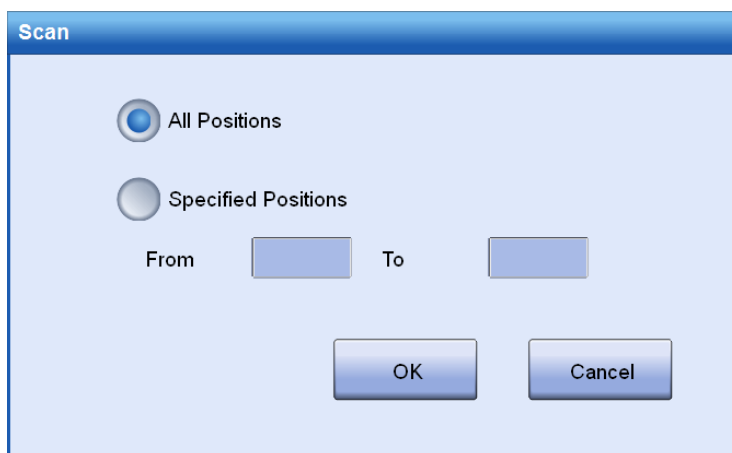 Scan
All Positions
Specified Positions
From To
OK Cancel